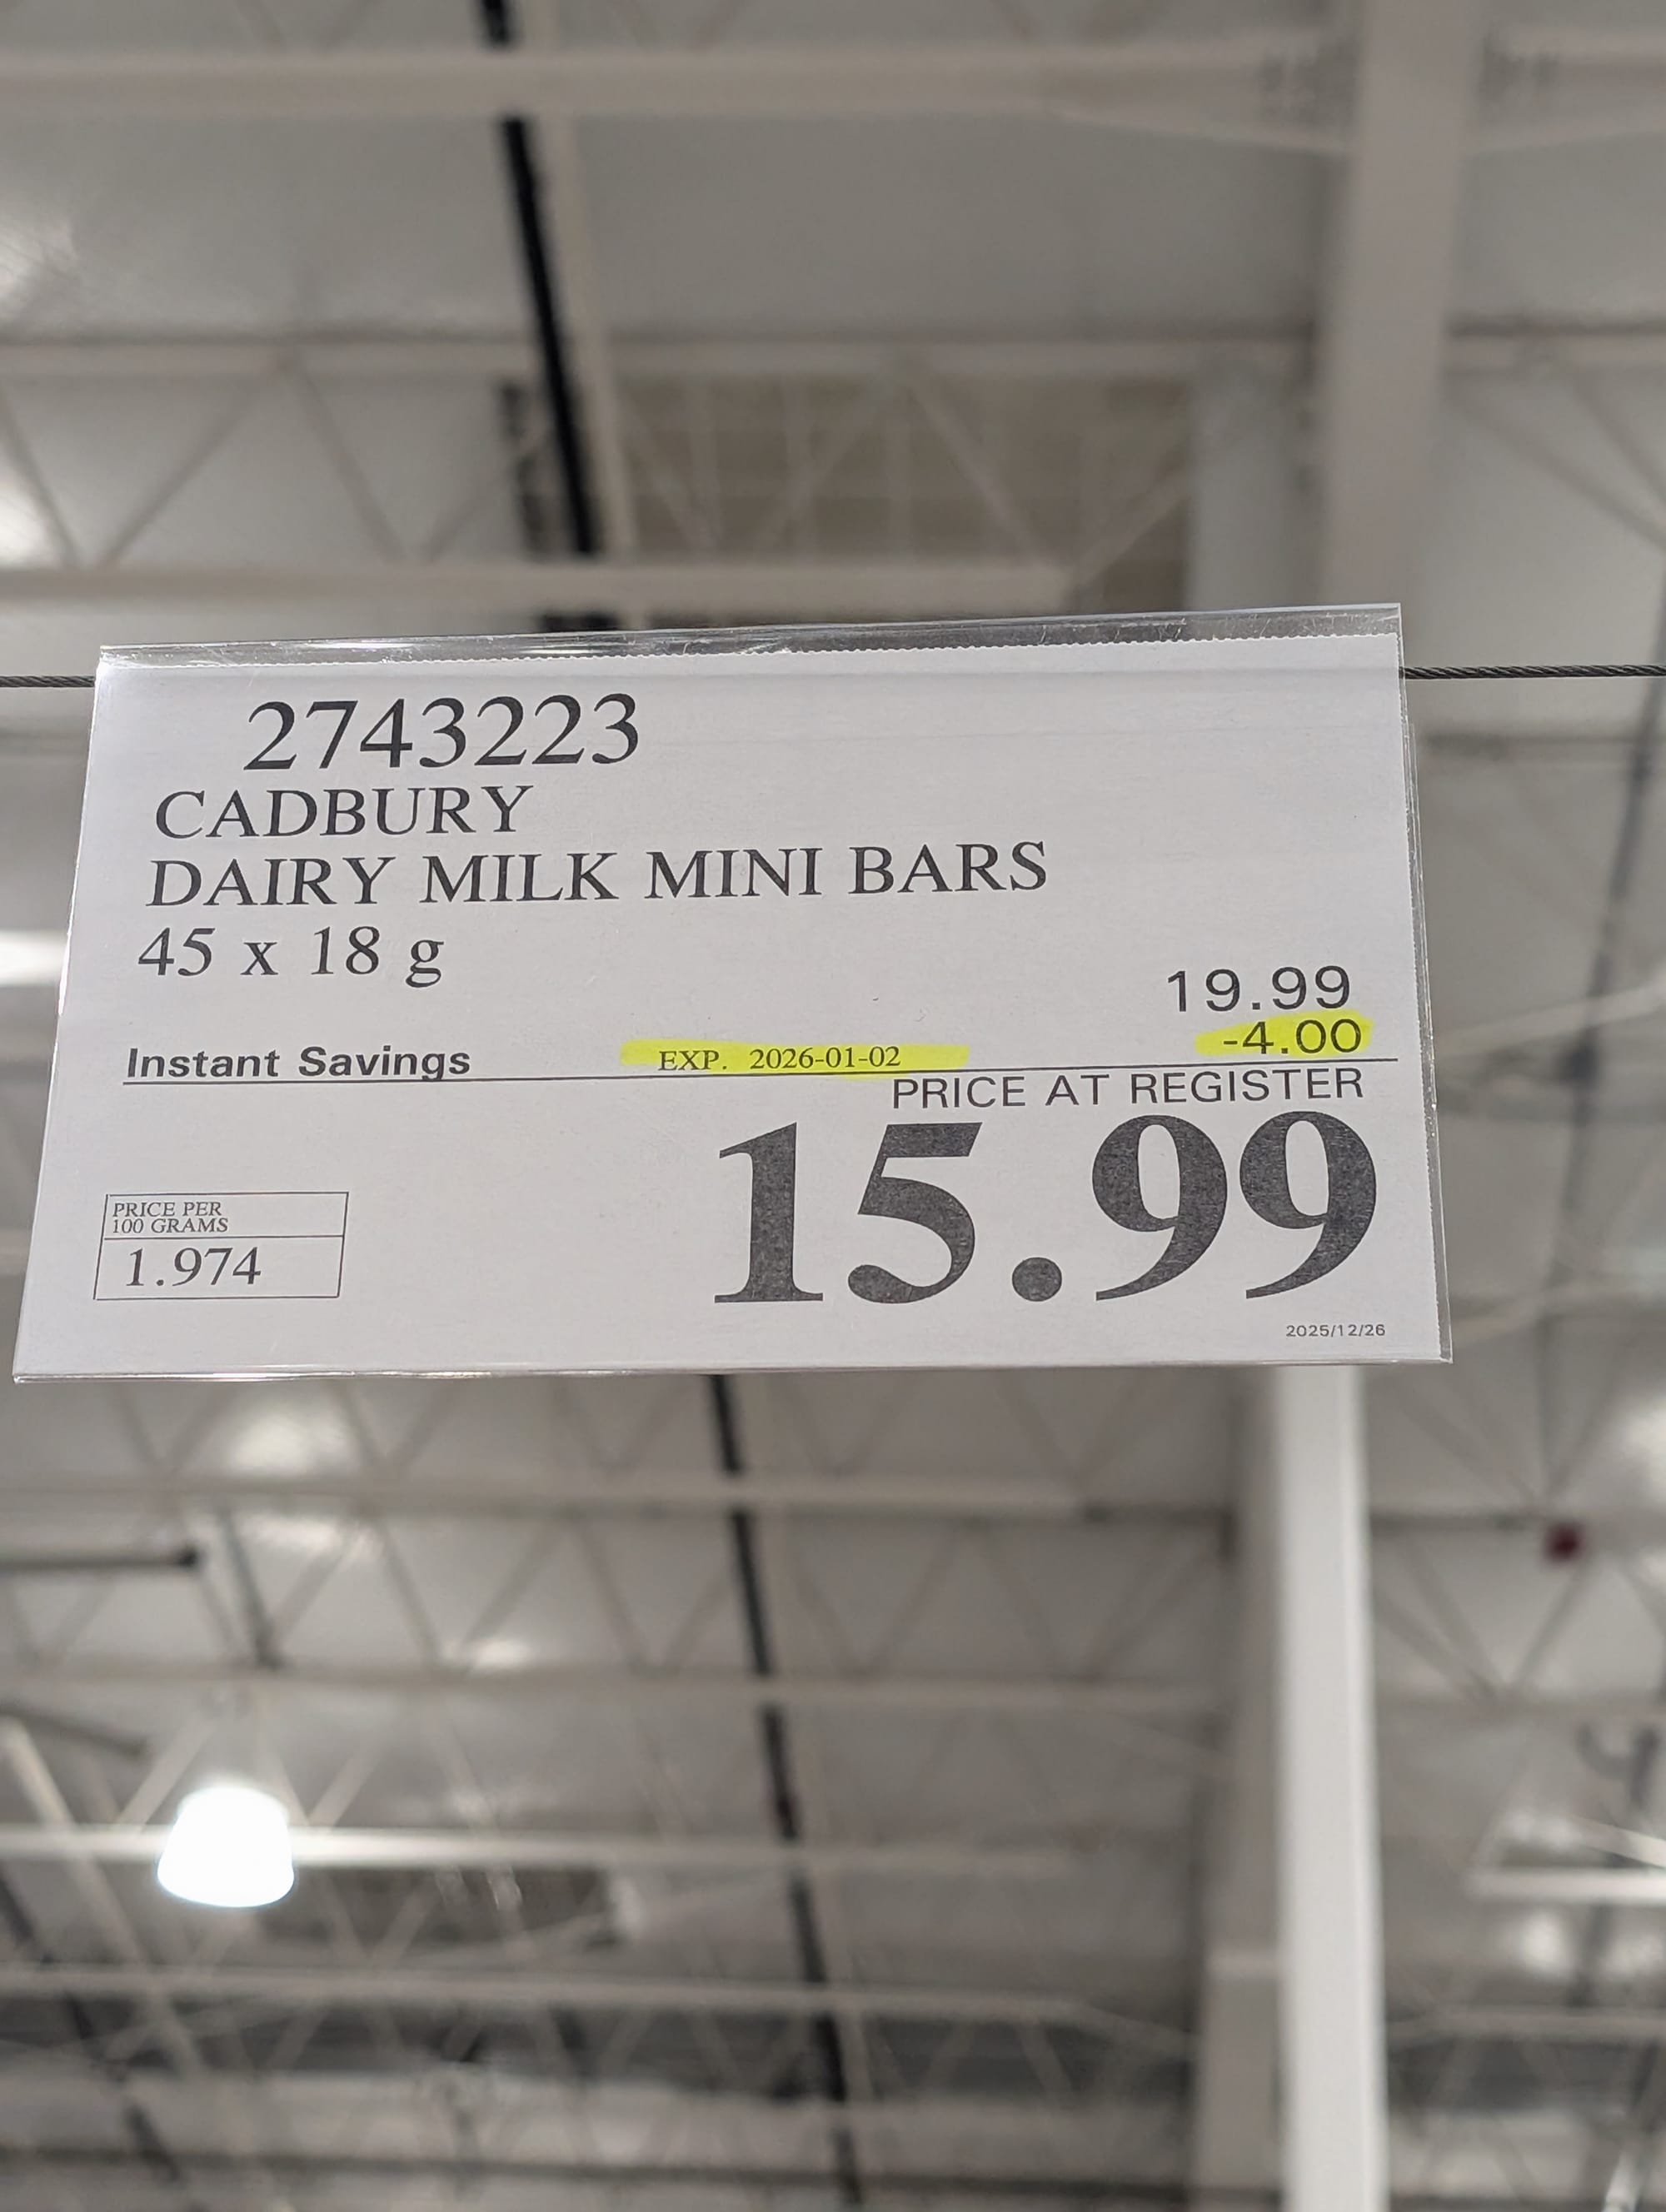 2743223
CADBURY
DAIRY MILK MINI BARS
45 x 18 g
19.99
Instant Savings EXP. 2026-01-02 -4.00
PRICE AT REGISTER
15.99
PRICE PER
100 GRAMS
1.974
2025/12/26